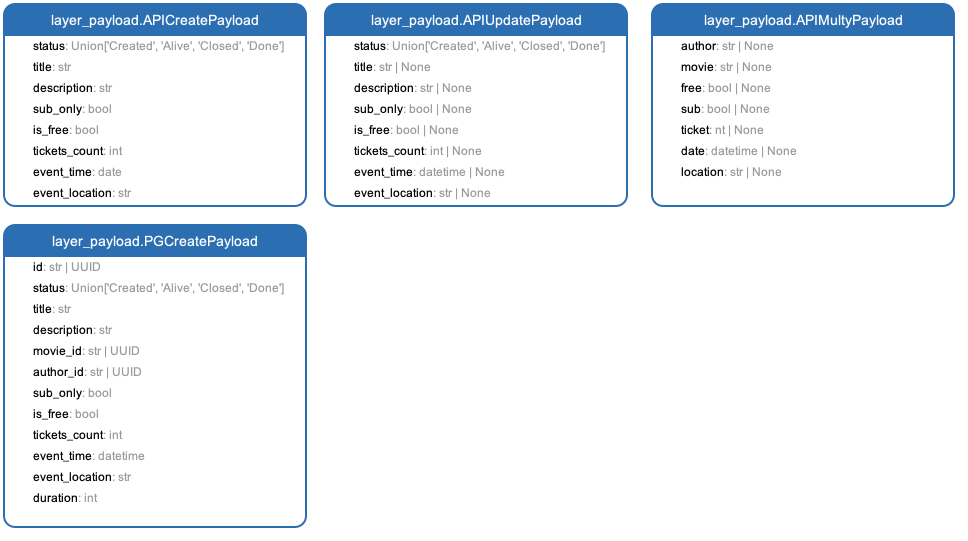 layer_payload.APICreatePayload
status: Union['Created', 'Alive', 'Closed', 'Done']
title: str
description: str
sub_only: bool
is_free: bool
tickets_count: int
event_time: date
event_location: str
layer_payload.APIUpdatePayload
status: Union['Created', 'Alive', 'Closed', 'Done']
title: str | None
description: str | None
sub_only: bool | None
is_free: bool | None
tickets_count: int | None
event_time: datetime | None
event_location: str | None
layer_payload.APIMultyPayload
author: str | None
movie: str | None
free: bool | None
sub: bool | None
ticket: nt | None
date: datetime | None
location: str | None
layer_payload.PGCreatePayload
id: str | UUID
status: Union['Created', 'Alive', 'Closed', 'Done']
title: str
description: str
movie_id: str | UUID
author_id: str | UUID
sub_only: bool
is_free: bool
tickets_count: int
event_time: datetime
event_location: str
duration: int